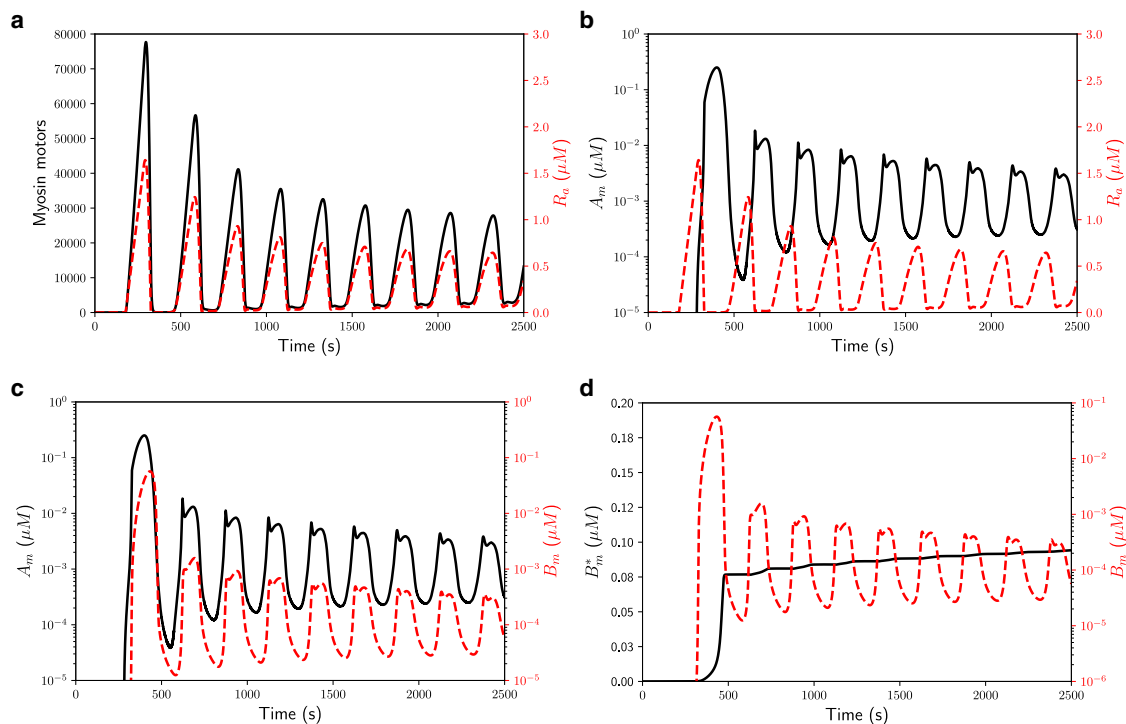 a
80000
70000
60000
50000
40000
30000
20000
10000
0
Myosin motors
3.0
2.5
2.0
1.5
1.0
0.5
0.0
R_a (μM)
0 500 1000 1500 2000 2500
Time (s)
b
10^0
10^-1
10^-2
10^-3
10^-4
10^-5
A_m (μM)
3.0
2.5
2.0
1.5
1.0
0.5
0.0
R_a (μM)
0 500 1000 1500 2000 2500
Time (s)
c
10^0
10^-1
10^-2
10^-3
10^-4
10^-5
A_m (μM)
10^0
10^-1
10^-2
10^-3
10^-4
10^-5
B_m (μM)
0 500 1000 1500 2000 2500
Time (s)
d
0.20
0.18
0.15
0.12
0.10
0.08
0.05
0.03
0.00
B*_m (μM)
10^-1
10^-2
10^-3
10^-4
10^-5
10^-6
B_m (μM)
0 500 1000 1500 2000 2500
Time (s)